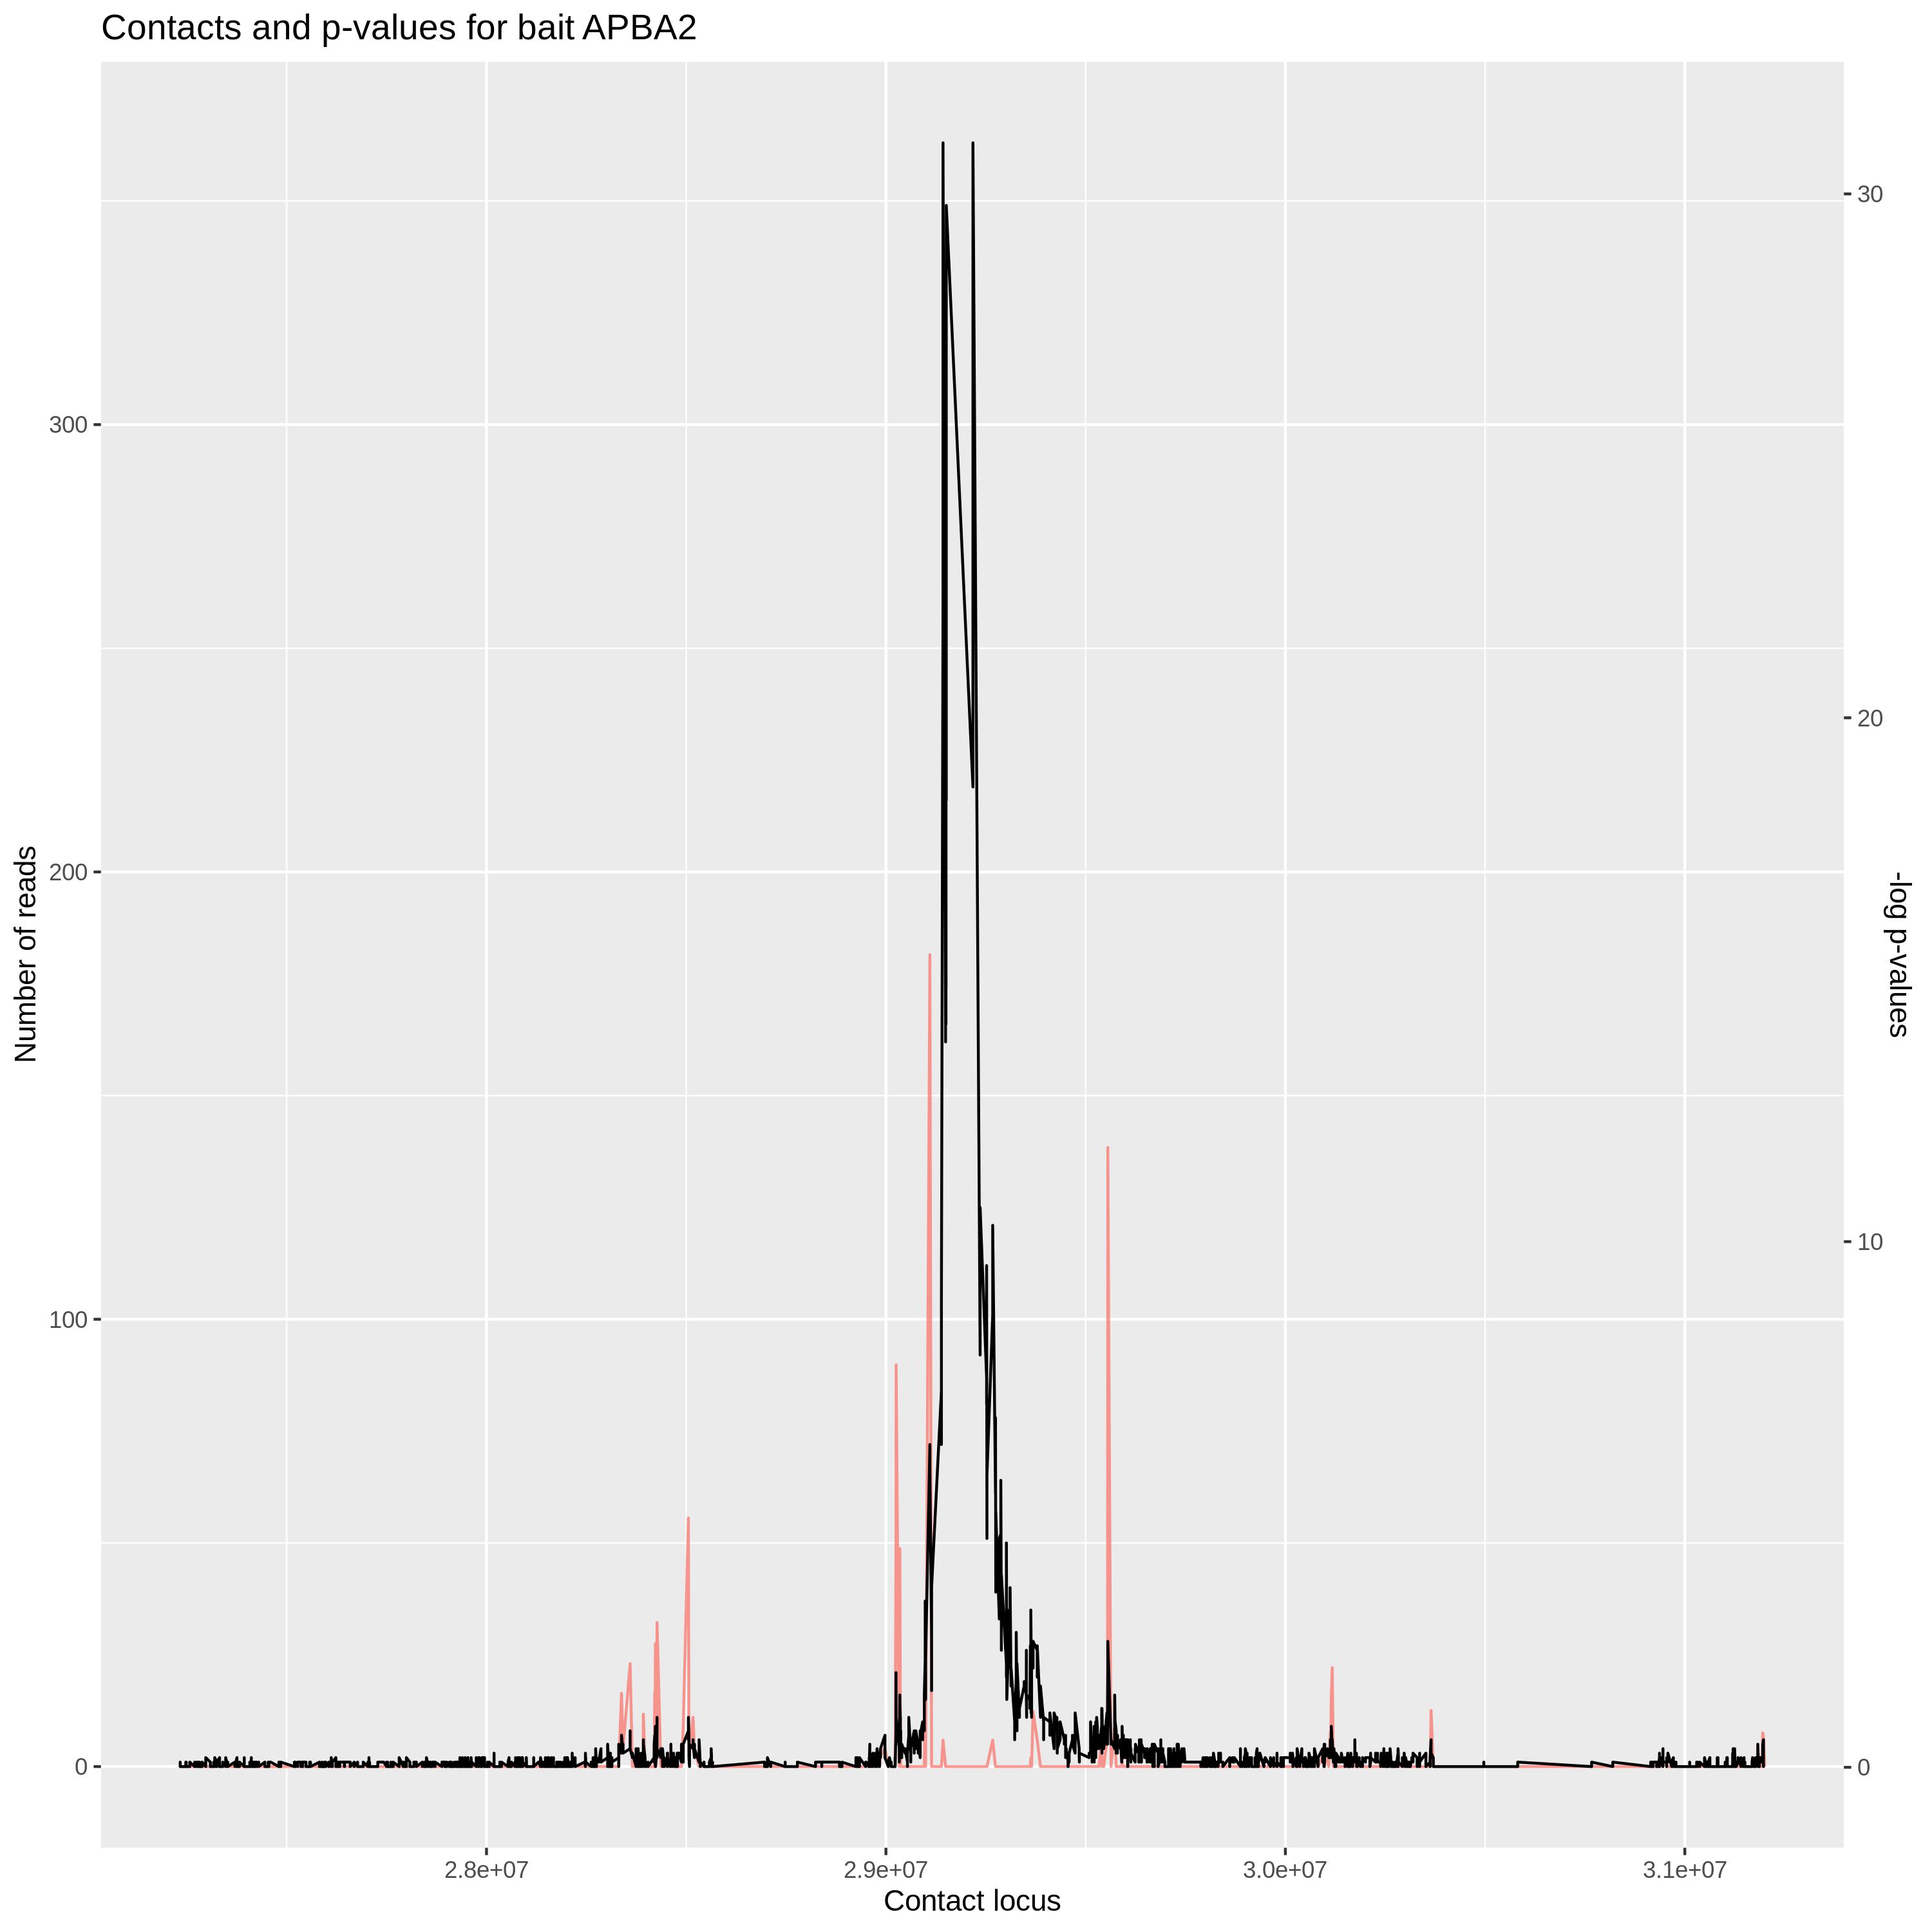 Contacts and p-values for bait APBA2
Number of reads
300
200
100
0
30
20
10
0
-log p-values
2.8e+07
2.9e+07
3.0e+07
3.1e+07
Contact locus